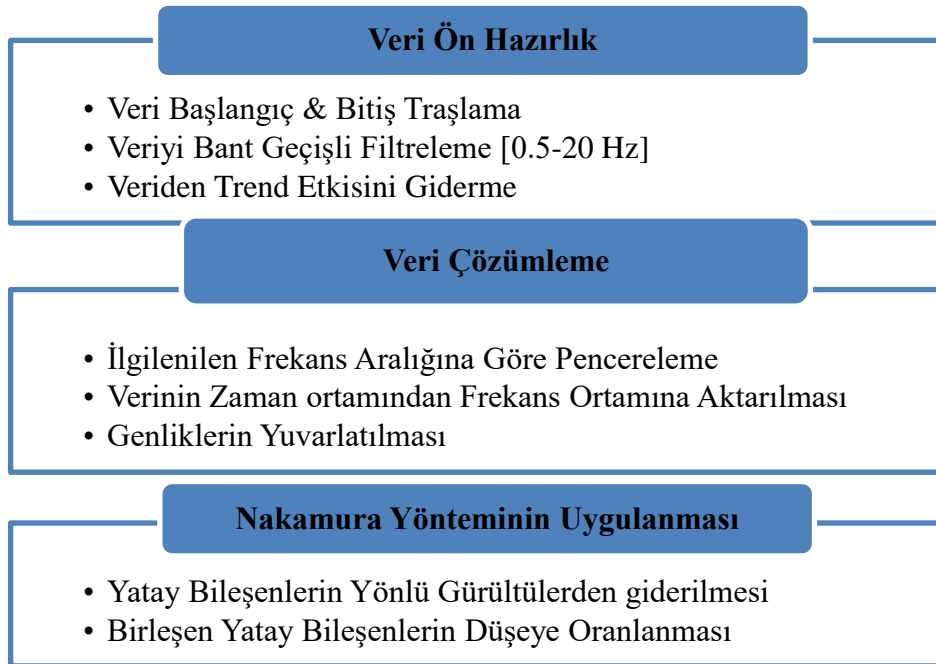 Veri Ön Hazırlık
• Veri Başlangıç & Bitiş Traşlama
• Veriyi Bant Geçişli Filtreleme [0.5-20 Hz]
• Veriden Trend Etkisini Giderme
Veri Çözümleme
• İlgilenilen Frekans Aralığına Göre Pencereleme
• Verinin Zaman ortamından Frekans Ortamına Aktarılması
• Genliklerin Yuvarlatılması
Nakamura Yönteminin Uygulanması
• Yatay Bileşenlerin Yönlü Gürültülerden giderilmesi
• Birleşen Yatay Bileşenlerin Düşeye Oranlanması